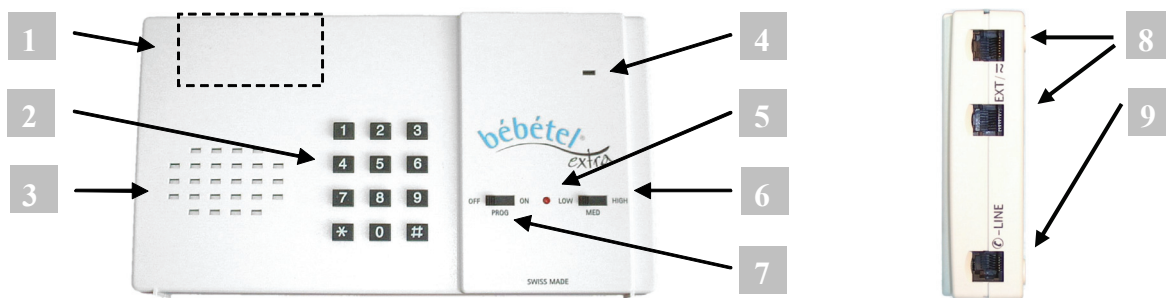 1
2
3
1 2 3
4 5 6
7 8 9
* 0 #
bébétel®
extra
OFF ON LOW HIGH
PROG MED
SWISS MADE
4
5
6
7
EXT/≂
✆-LINE
8
9